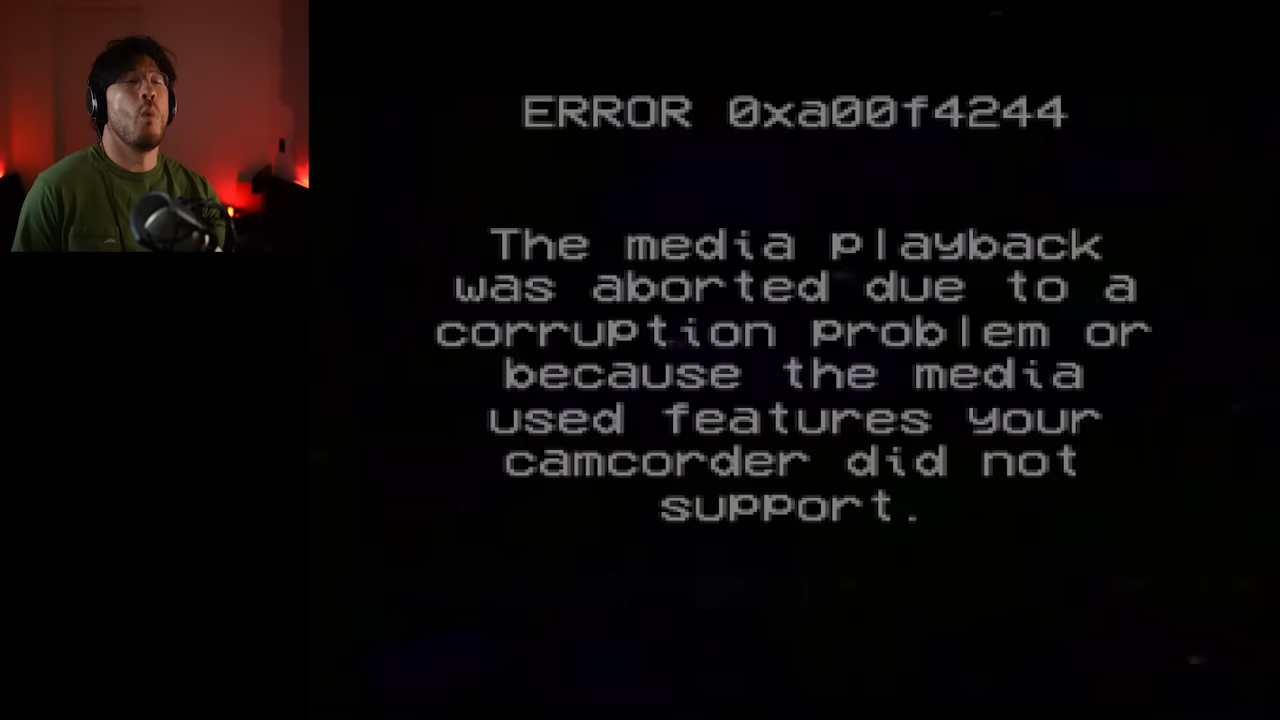 ERROR 0xa00f4244
The media playback
was aborted due to a
corruption problem or
because the media
used features your
camcorder did not
support.